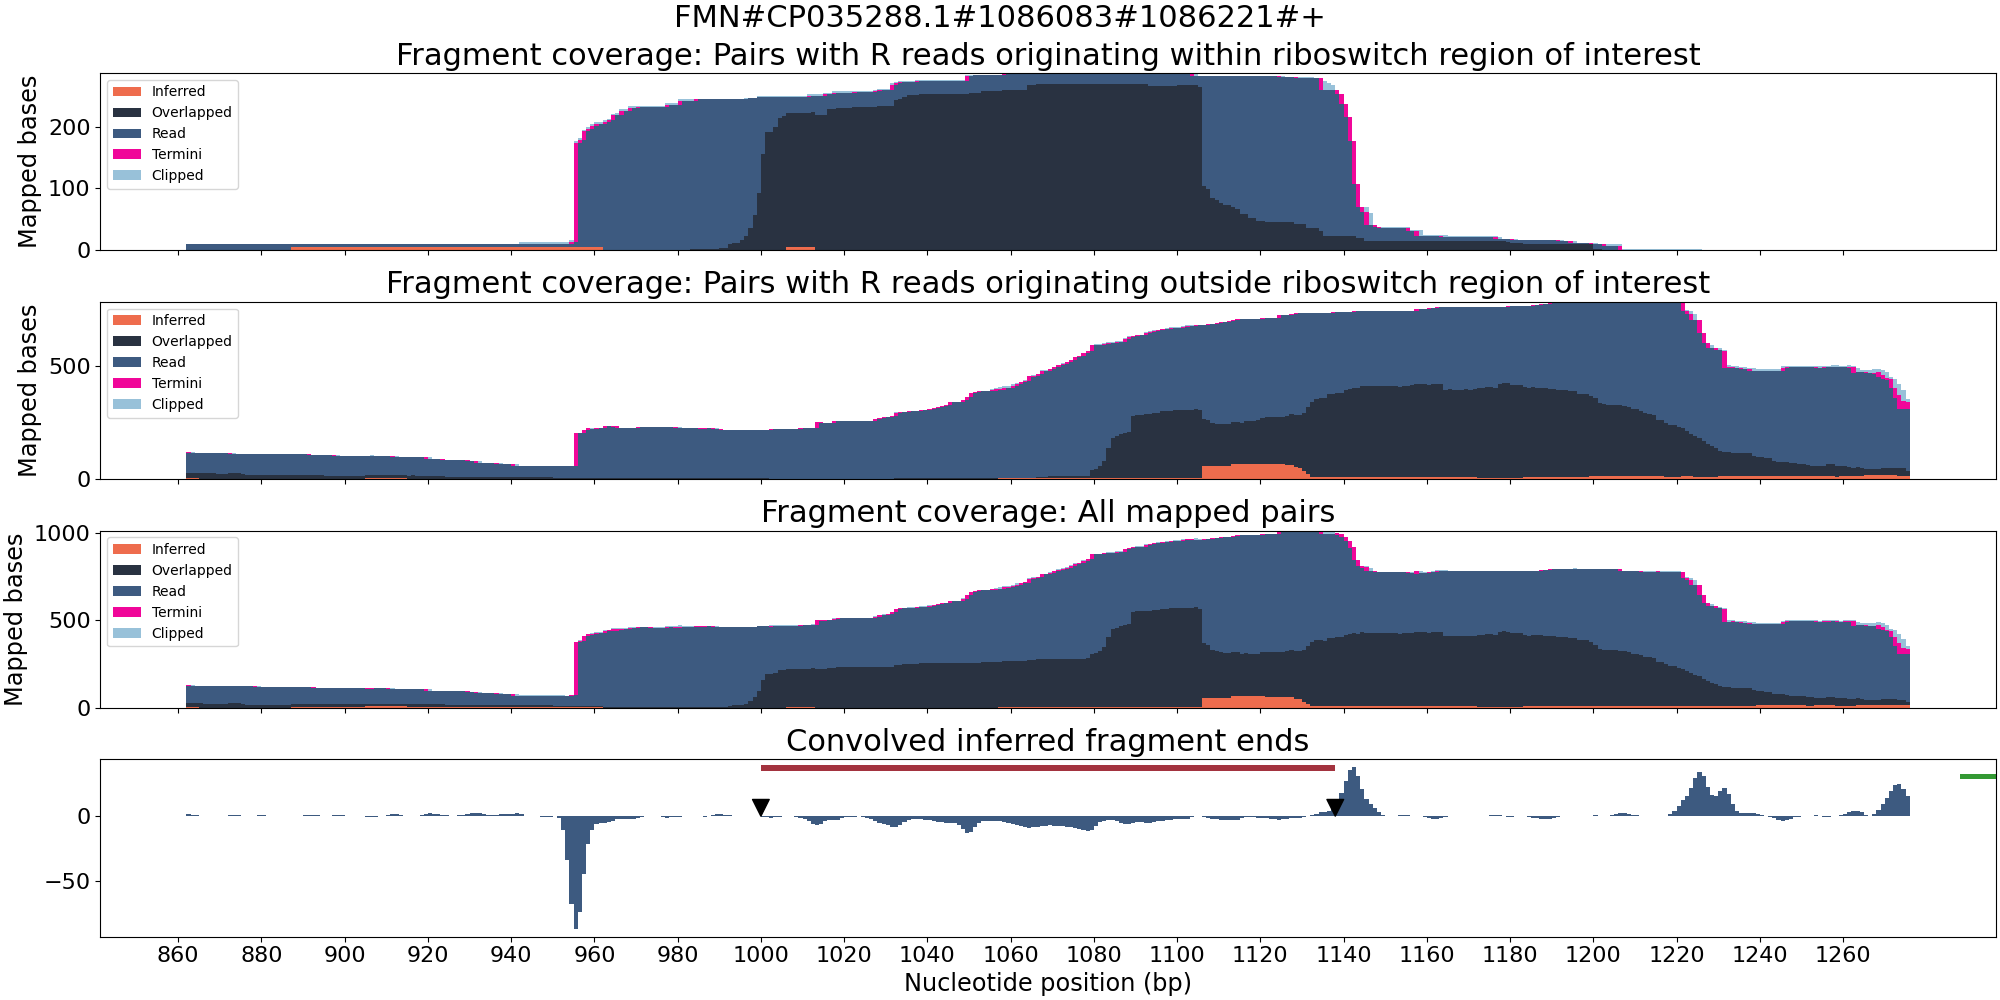 FMN#CP035288.1#1086083#1086221#+
Fragment coverage: Pairs with R reads originating within riboswitch region of interest
Mapped bases
200
100
0
Inferred
Overlapped
Read
Termini
Clipped
Fragment coverage: Pairs with R reads originating outside riboswitch region of interest
Mapped bases
500
0
Inferred
Overlapped
Read
Termini
Clipped
Fragment coverage: All mapped pairs
Mapped bases
1000
500
0
Inferred
Overlapped
Read
Termini
Clipped
Convolved inferred fragment ends
0
−50
860 880 900 920 940 960 980 1000 1020 1040 1060 1080 1100 1120 1140 1160 1180 1200 1220 1240 1260
Nucleotide position (bp)